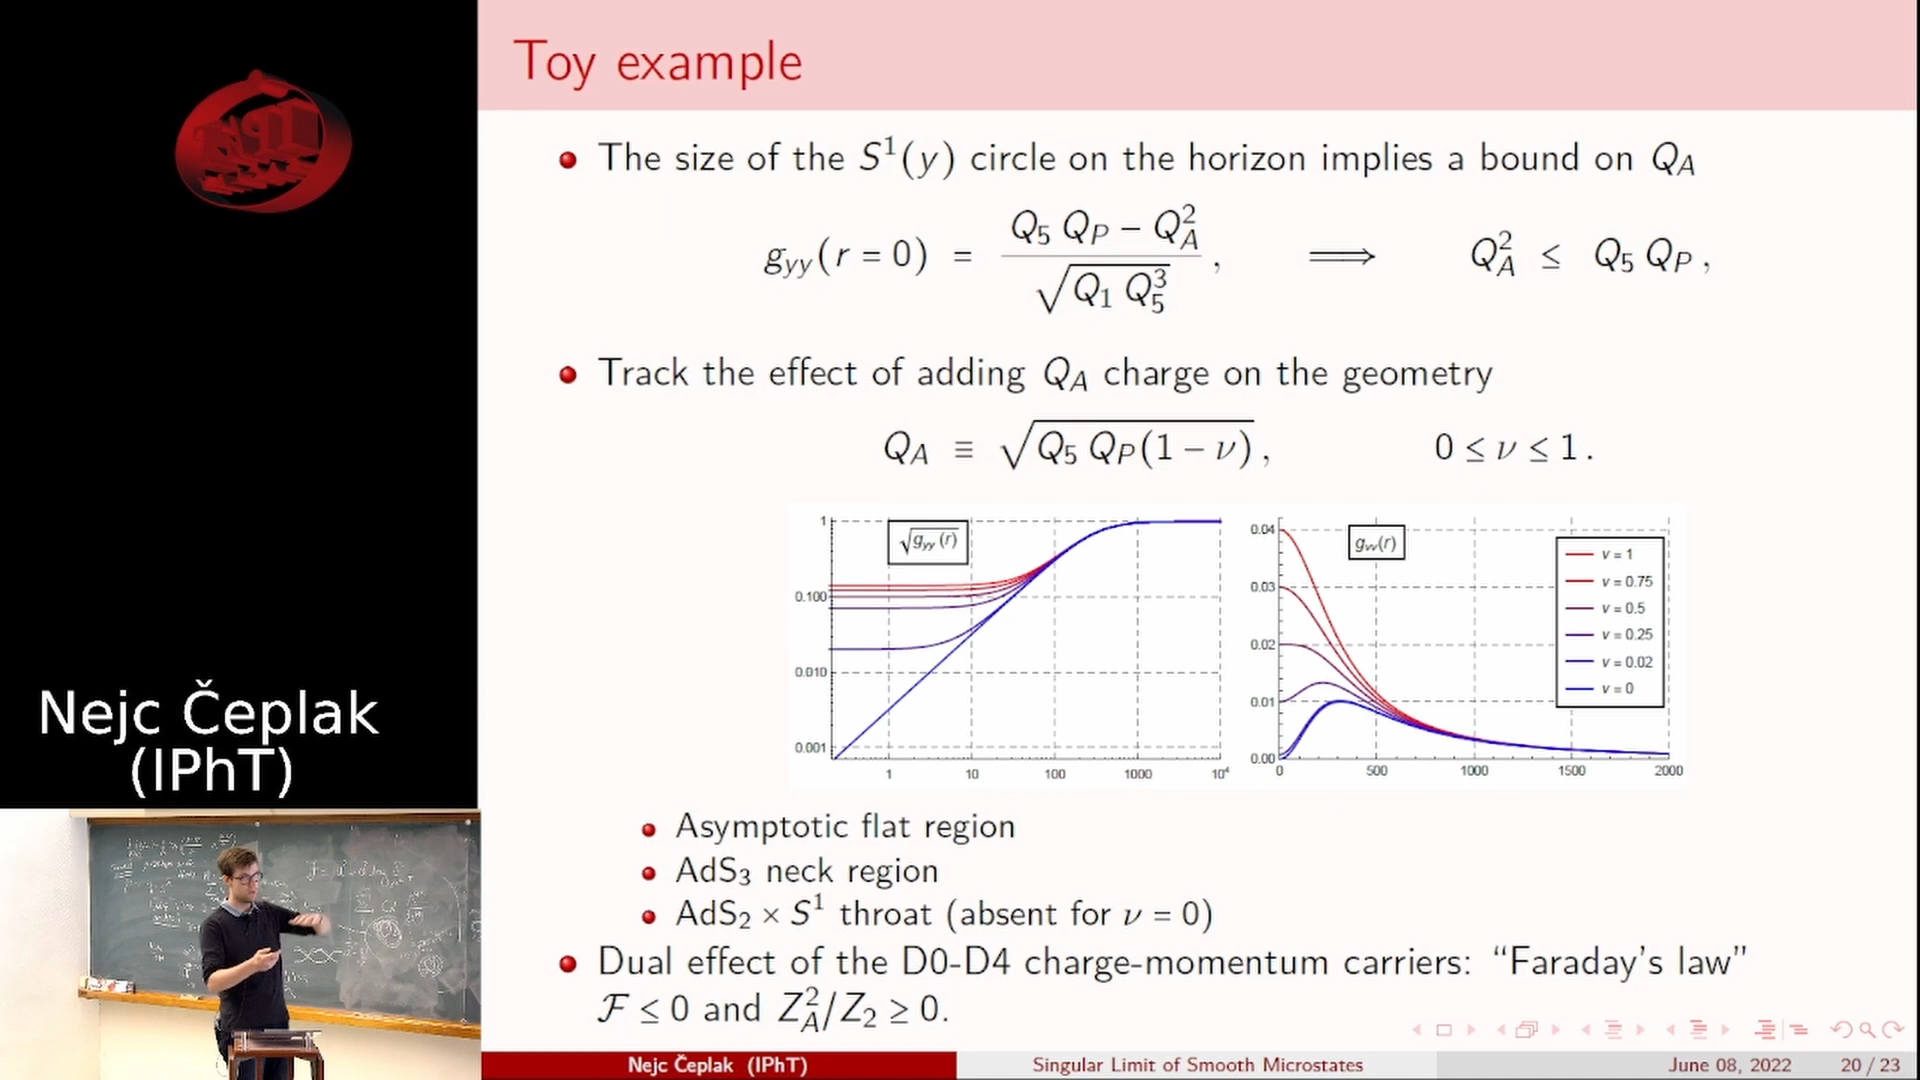 Toy example
The size of the S¹(y) circle on the horizon implies a bound on Q_A
g_yy(r = 0) = (Q_5 Q_P − Q_A²) / √(Q_1 Q_5³) , ⟹ Q_A² ≤ Q_5 Q_P ,
Track the effect of adding Q_A charge on the geometry
Q_A ≡ √(Q_5 Q_P(1 − ν)) , 0 ≤ ν ≤ 1 .
√g_yy(r)
1
0.100
0.010
0.001
1 10 100 1000 10⁴
g_vv(r)
0.04
0.03
0.02
0.01
0.00
0 500 1000 1500 2000
ν = 1
ν = 0.75
ν = 0.5
ν = 0.25
ν = 0.02
ν = 0
Asymptotic flat region
AdS₃ neck region
AdS₂ × S¹ throat (absent for ν = 0)
Dual effect of the D0-D4 charge-momentum carriers: “Faraday’s law”
ℱ ≤ 0 and Z_A²/Z_2 ≥ 0.
Nejc Čeplak (IPhT) Singular Limit of Smooth Microstates June 08, 2022 20 / 23
IPhT
Nejc Čeplak
(IPhT)